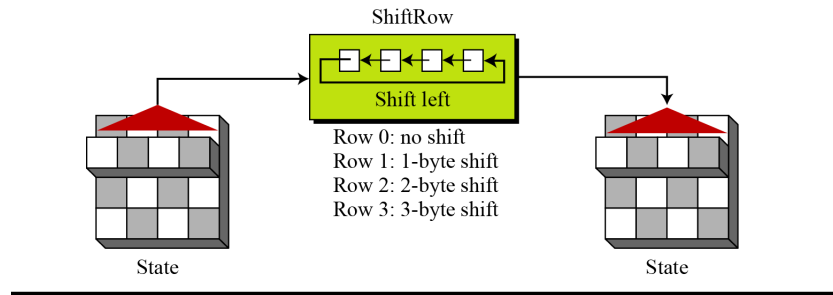 ShiftRow
Shift left
Row 0: no shift
Row 1: 1-byte shift
Row 2: 2-byte shift
Row 3: 3-byte shift
State
State